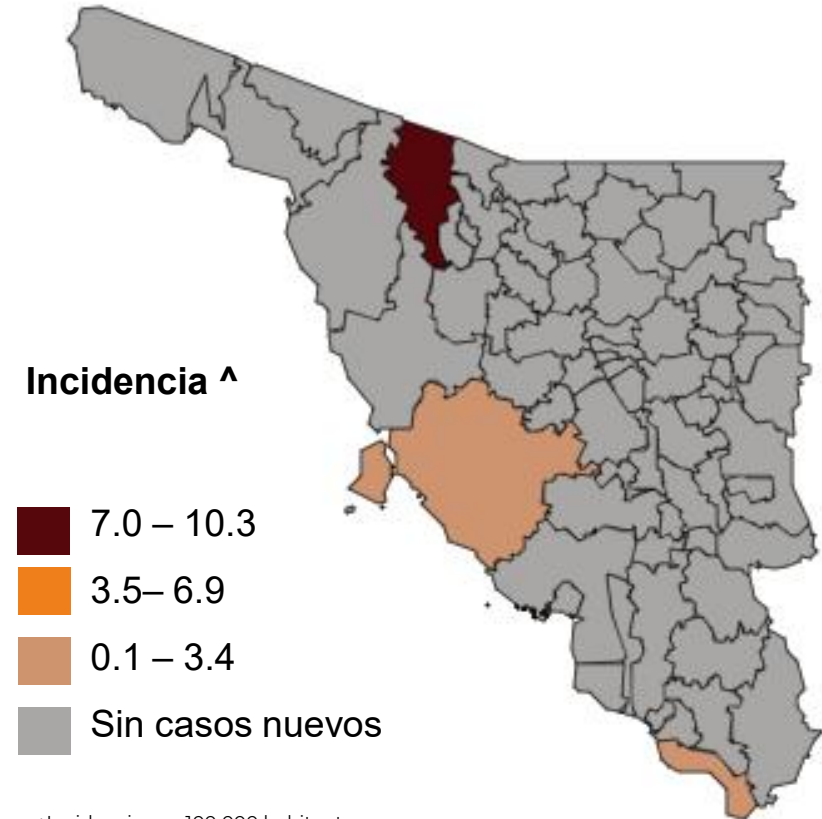 Incidencia ^
7.0 – 10.3
3.5– 6.9
0.1 – 3.4
Sin casos nuevos